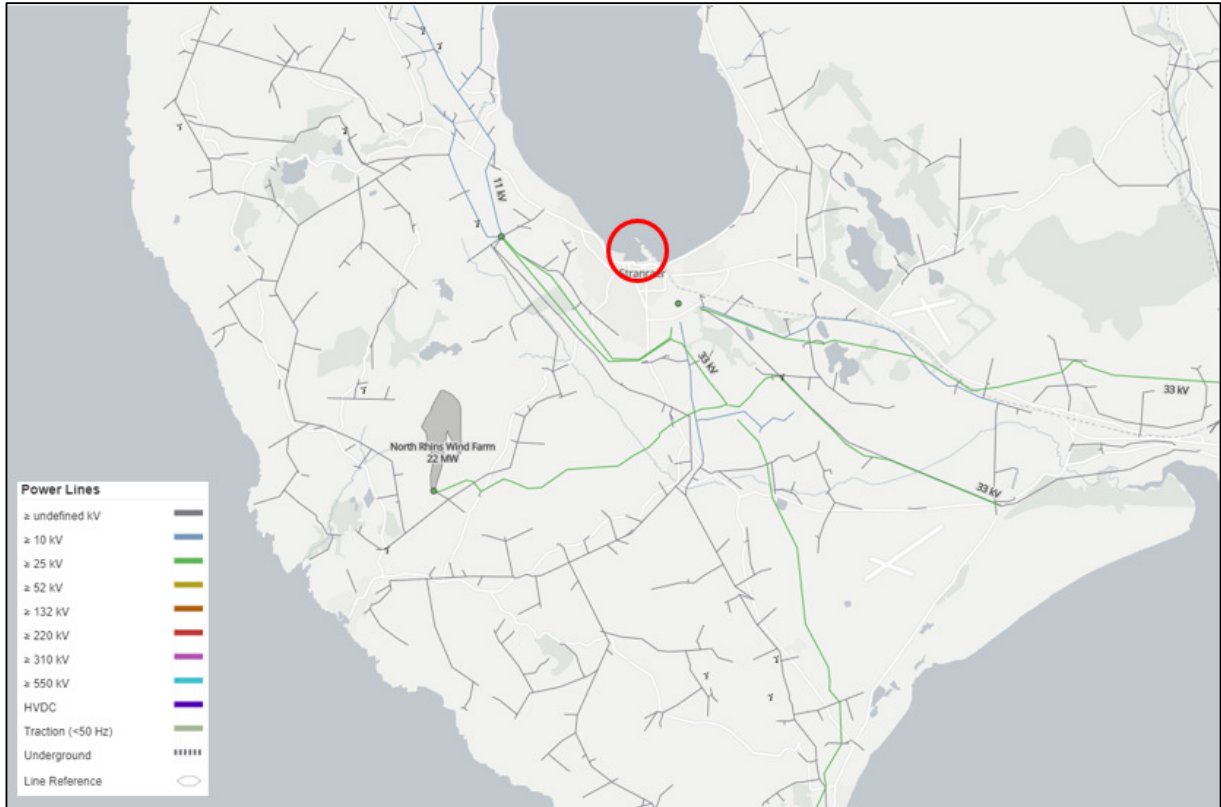 11 kV
Stranraer
33 kV
33 kV
33 kV
North Rhins Wind Farm
22 MW
Power Lines
≥ undefined kV
≥ 10 kV
≥ 25 kV
≥ 52 kV
≥ 132 kV
≥ 220 kV
≥ 310 kV
≥ 550 kV
HVDC
Traction (<50 Hz)
Underground
Line Reference